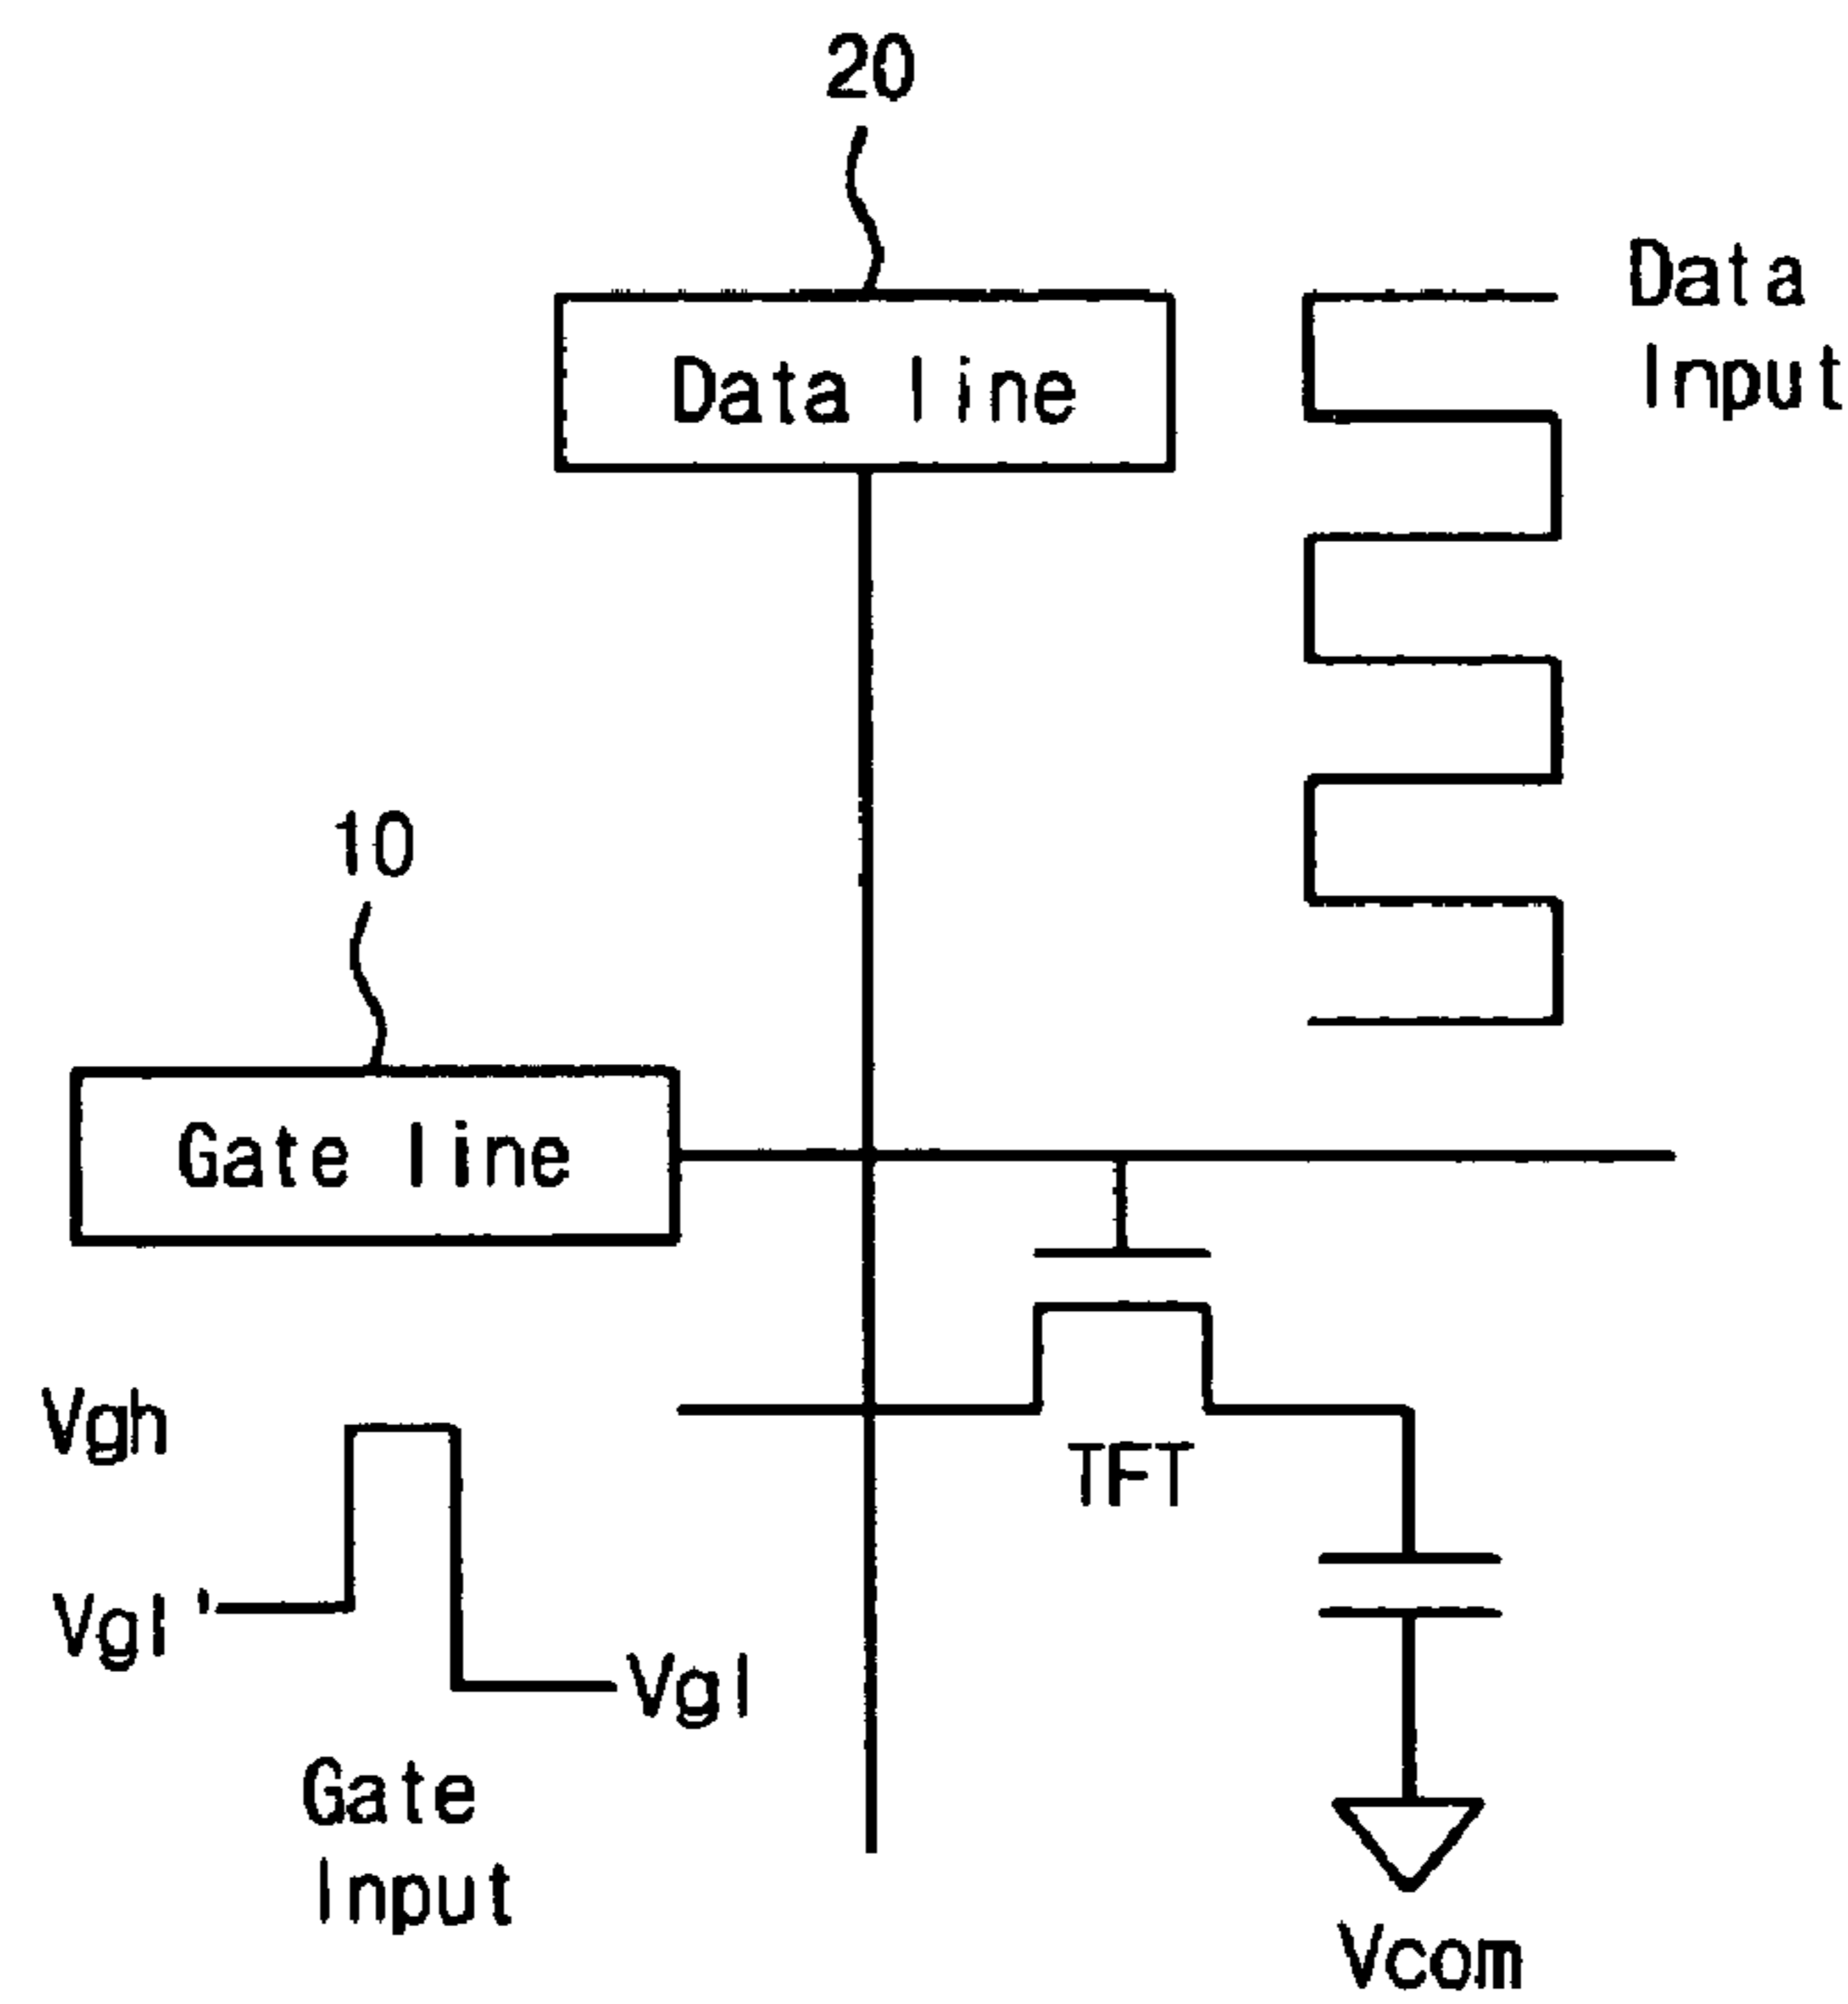 20
Data line
Data
Input
10
Gate line
Vgh
Vgl '
Vgl
TFT
Gate
Input
Vcom